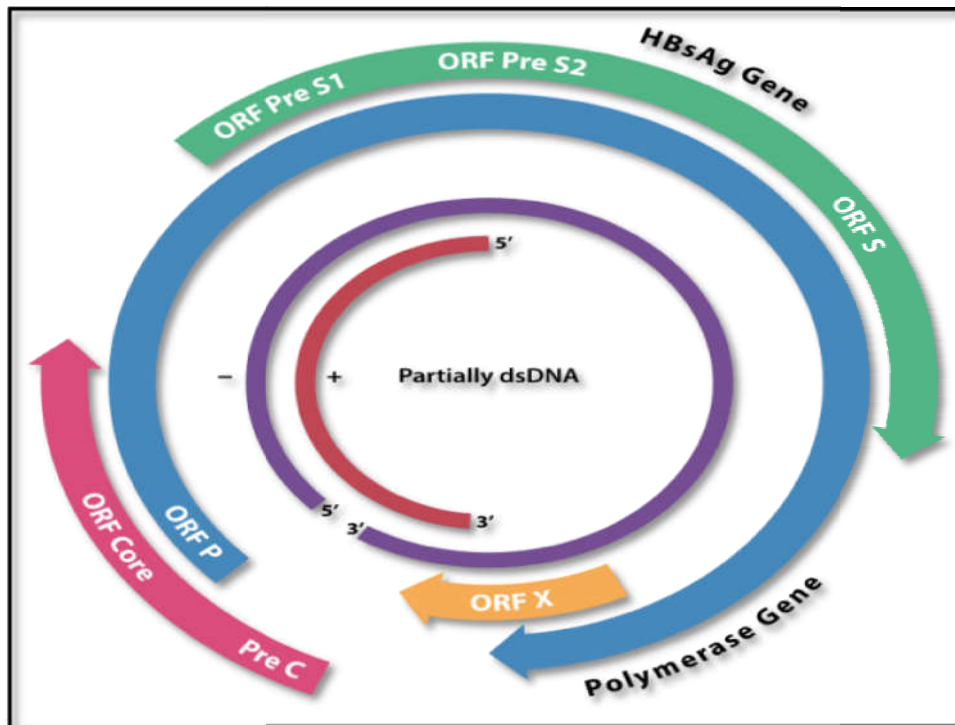 HBsAg Gene
ORF Pre S1
ORF Pre S2
ORF S
5’
−
+
Partially dsDNA
5’
3’
3’
ORF P
ORF Core
Pre C
ORF X
Polymerase Gene